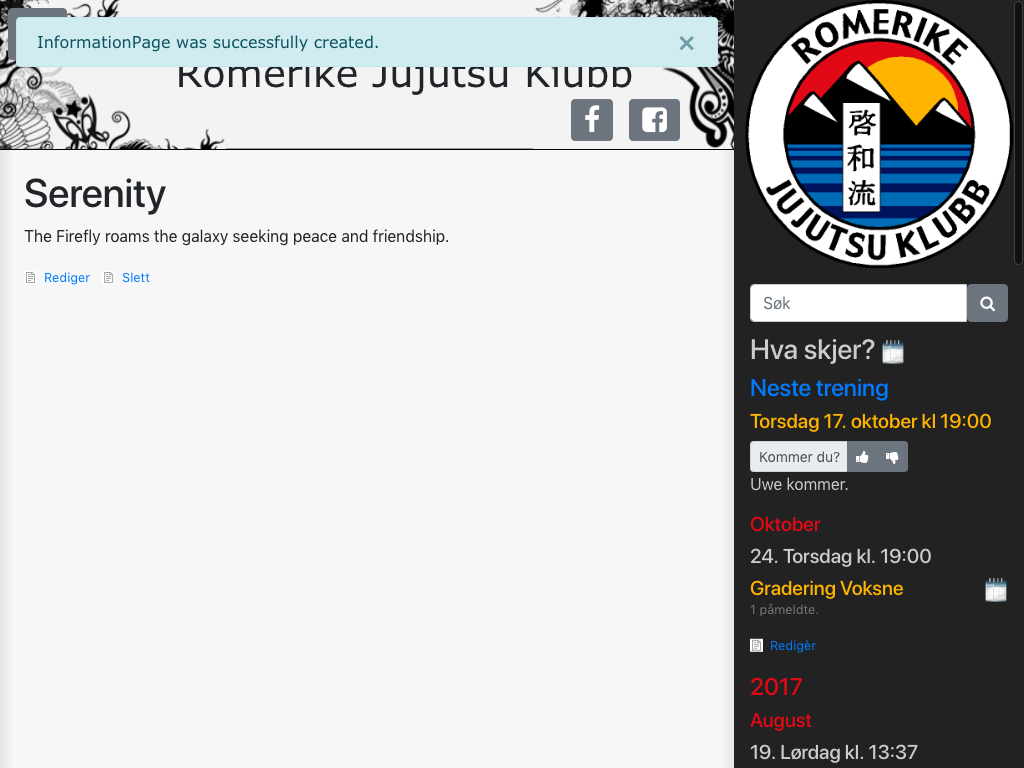 InformationPage was successfully created.
×
Romerike Jujutsu Klubb
Serenity
The Firefly roams the galaxy seeking peace and friendship.
Rediger Slett
ROMERIKE
啓和流
JUJUTSU KLUBB
Søk
Hva skjer?
Neste trening
Torsdag 17. oktober kl 19:00
Kommer du?
Uwe kommer.
Oktober
24. Torsdag kl. 19:00
Gradering Voksne
1 påmeldte.
Redigèr
2017
August
19. Lørdag kl. 13:37